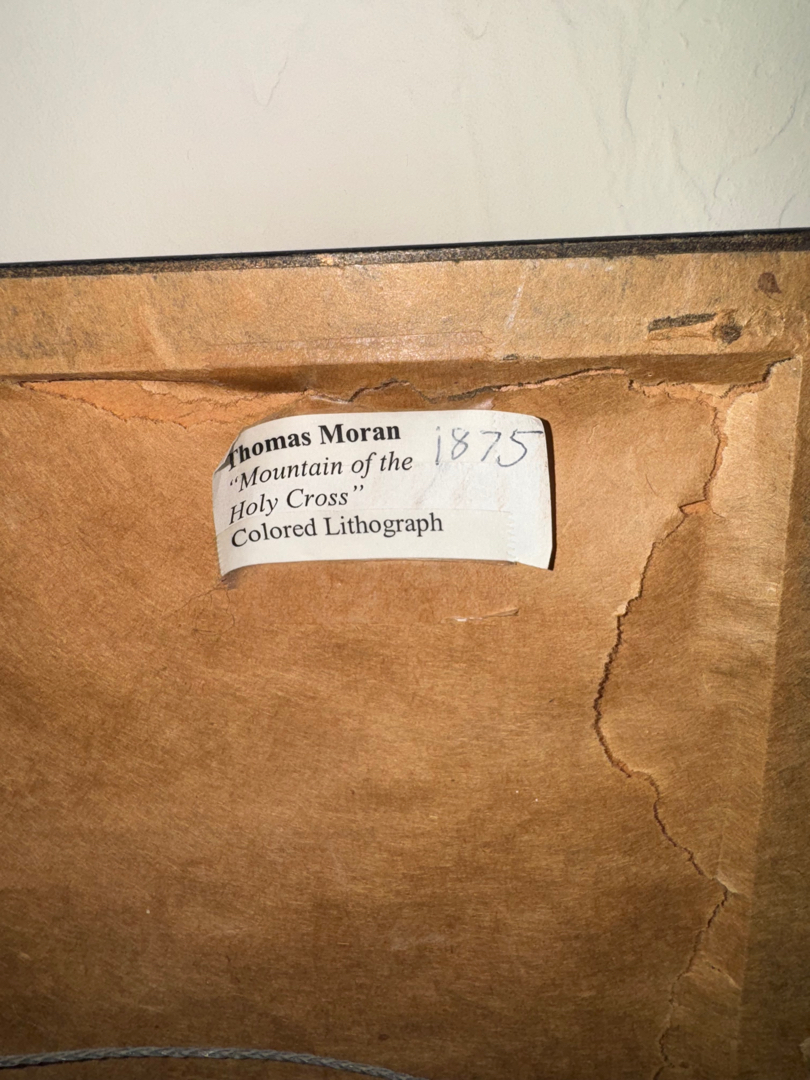 Thomas Moran 1875
“Mountain of the
Holy Cross”
Colored Lithograph